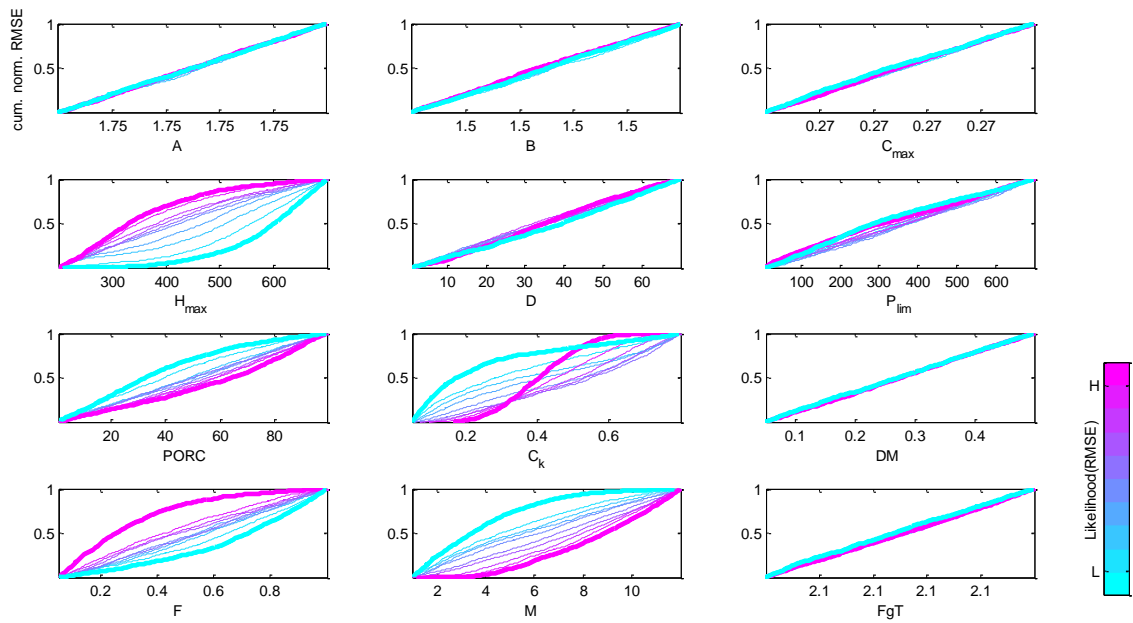 cum. norm. RMSE
1
0.5
1.75 1.75 1.75 1.75
A
1
0.5
1.5 1.5 1.5 1.5
B
1
0.5
0.27 0.27 0.27 0.27
C_max
1
0.5
300 400 500 600
H_max
1
0.5
10 20 30 40 50 60
D
1
0.5
100 200 300 400 500 600
P_lim
1
0.5
20 40 60 80
PORC
1
0.5
0.2 0.4 0.6
C_k
1
0.5
0.1 0.2 0.3 0.4
DM
1
0.5
0.2 0.4 0.6 0.8
F
1
0.5
2 4 6 8 10
M
1
0.5
2.1 2.1 2.1 2.1
FgT
H
Likelihood(RMSE)
L